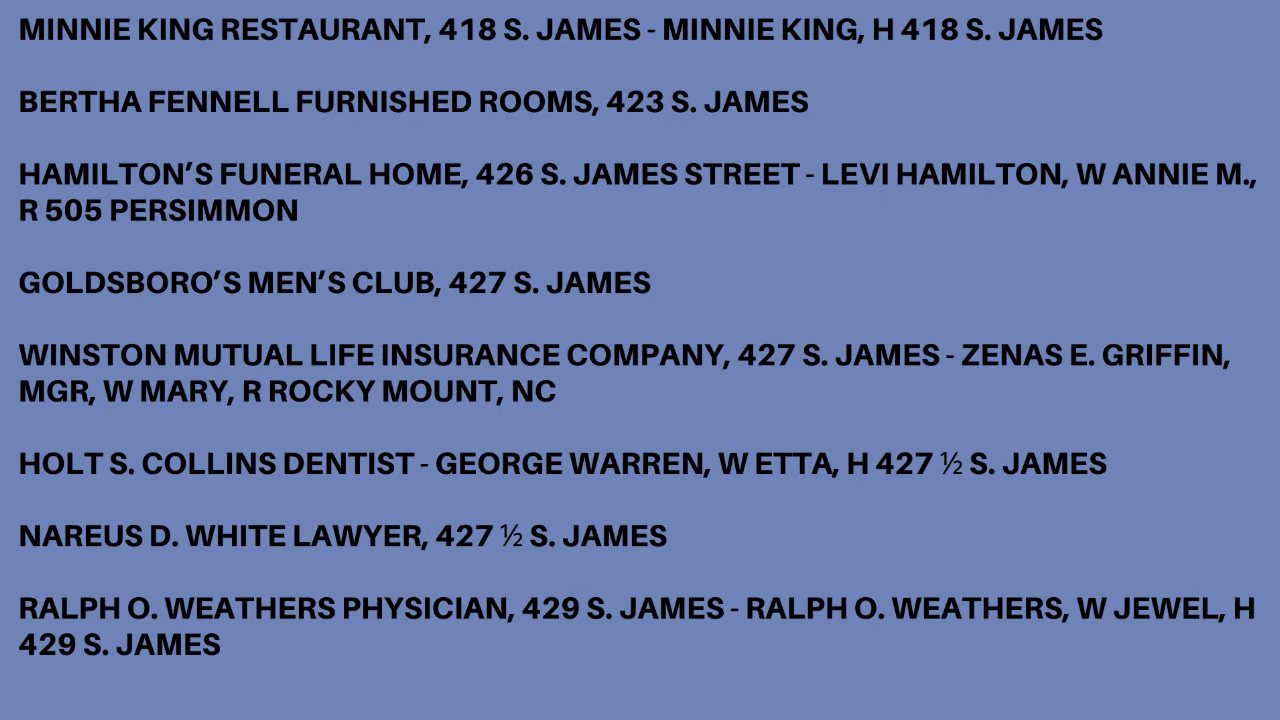 MINNIE KING RESTAURANT, 418 S. JAMES - MINNIE KING, H 418 S. JAMES
BERTHA FENNELL FURNISHED ROOMS, 423 S. JAMES
HAMILTON’S FUNERAL HOME, 426 S. JAMES STREET - LEVI HAMILTON, W ANNIE M.,
R 505 PERSIMMON
GOLDSBORO’S MEN’S CLUB, 427 S. JAMES
WINSTON MUTUAL LIFE INSURANCE COMPANY, 427 S. JAMES - ZENAS E. GRIFFIN,
MGR, W MARY, R ROCKY MOUNT, NC
HOLT S. COLLINS DENTIST - GEORGE WARREN, W ETTA, H 427 ½ S. JAMES
NAREUS D. WHITE LAWYER, 427 ½ S. JAMES
RALPH O. WEATHERS PHYSICIAN, 429 S. JAMES - RALPH O. WEATHERS, W JEWEL, H
429 S. JAMES